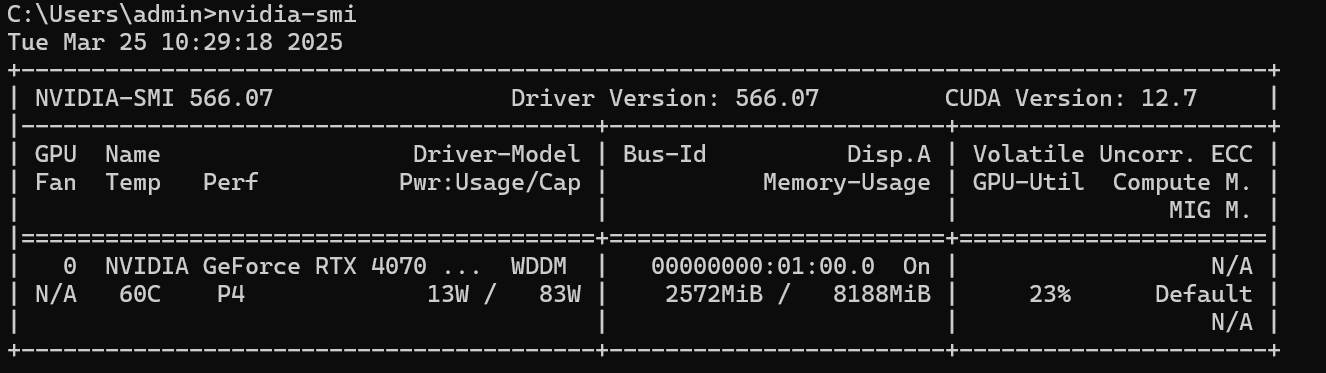 C:\Users\admin>nvidia-smi
Tue Mar 25 10:29:18 2025
+-----------------------------------------------------------------------------------------+
| NVIDIA-SMI 566.07                 Driver Version: 566.07         CUDA Version: 12.7     |
|-----------------------------------------+------------------------+----------------------+
| GPU  Name                  Driver-Model | Bus-Id          Disp.A | Volatile Uncorr. ECC |
| Fan  Temp   Perf          Pwr:Usage/Cap |           Memory-Usage | GPU-Util  Compute M. |
|                                         |                        |               MIG M. |
|=========================================+========================+======================|
|   0  NVIDIA GeForce RTX 4070 ...  WDDM  |   00000000:01:00.0  On |                  N/A |
| N/A   60C    P4               13W /   83W |    2572MiB /   8188MiB |     23%      Default |
|                                         |                        |                  N/A |
+-----------------------------------------+------------------------+----------------------+